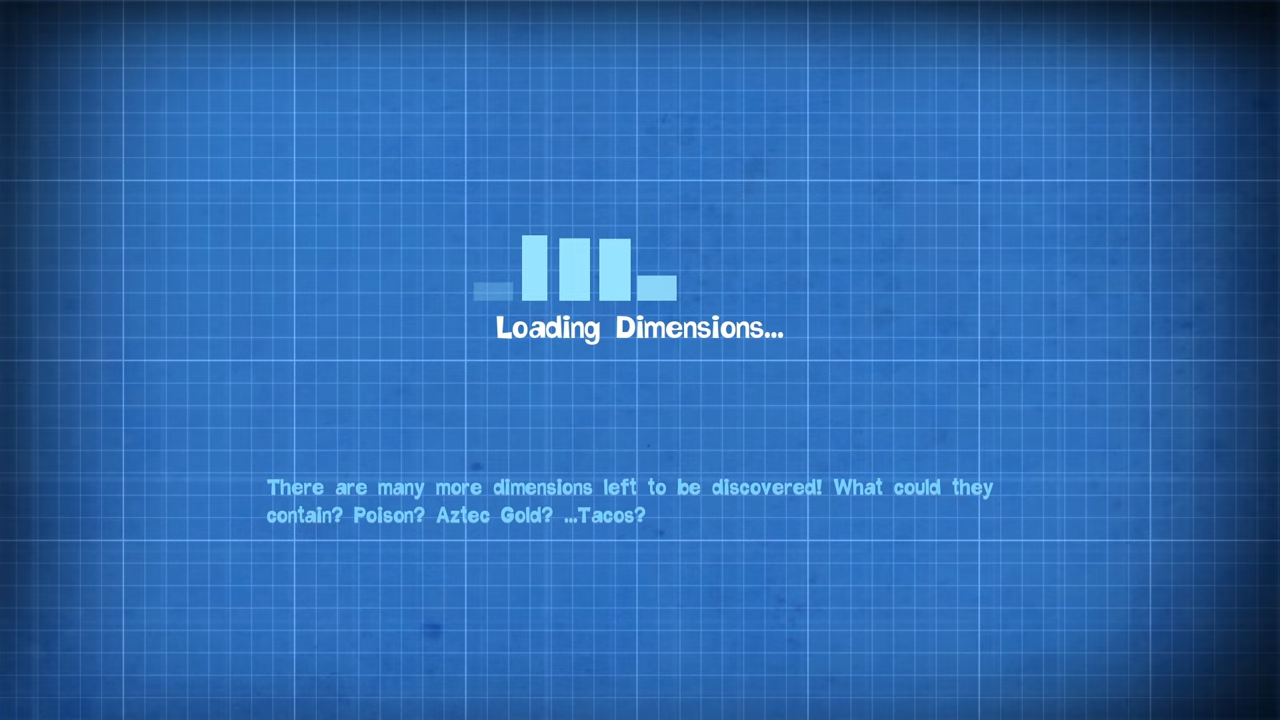 Loading Dimensions...
There are many more dimensions left to be discovered! What could they
contain? Poison? Aztec Gold? ...Tacos?